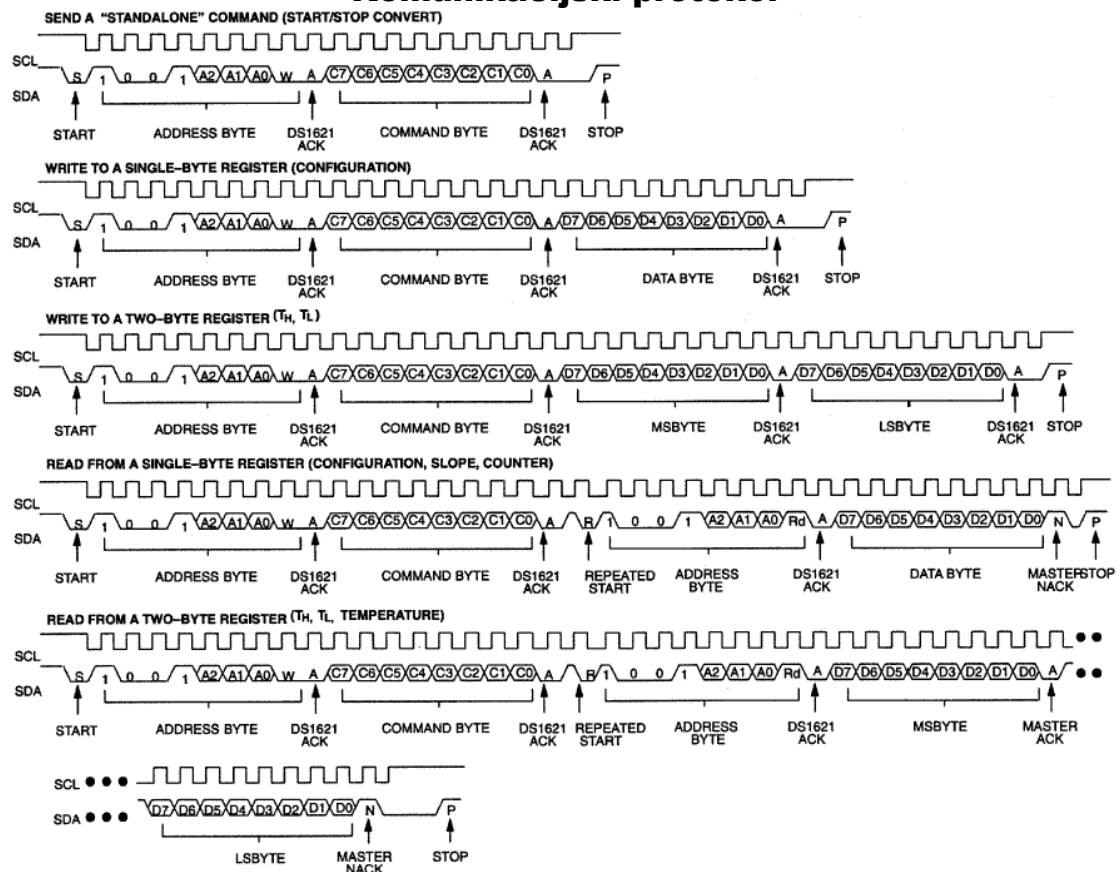 SEND A “STANDALONE” COMMAND (START/STOP CONVERT)
SCL
SDA
S 1 0 0 1 A2 A1 A0 W A C7 C6 C5 C4 C3 C2 C1 C0 A P
START ADDRESS BYTE DS1621 ACK COMMAND BYTE DS1621 ACK STOP
WRITE TO A SINGLE–BYTE REGISTER (CONFIGURATION)
SCL
SDA
S 1 0 0 1 A2 A1 A0 W A C7 C6 C5 C4 C3 C2 C1 C0 A D7 D6 D5 D4 D3 D2 D1 D0 A P
START ADDRESS BYTE DS1621 ACK COMMAND BYTE DS1621 ACK DATA BYTE DS1621 ACK STOP
WRITE TO A TWO–BYTE REGISTER (TH, TL)
SCL
SDA
S 1 0 0 1 A2 A1 A0 W A C7 C6 C5 C4 C3 C2 C1 C0 A D7 D6 D5 D4 D3 D2 D1 D0 A D7 D6 D5 D4 D3 D2 D1 D0 A P
START ADDRESS BYTE DS1621 ACK COMMAND BYTE DS1621 ACK MSBYTE DS1621 ACK LSBYTE DS1621 ACK STOP
READ FROM A SINGLE–BYTE REGISTER (CONFIGURATION, SLOPE, COUNTER)
SCL
SDA
S 1 0 0 1 A2 A1 A0 W A C7 C6 C5 C4 C3 C2 C1 C0 A R 1 0 0 1 A2 A1 A0 Rd A D7 D6 D5 D4 D3 D2 D1 D0 N P
START ADDRESS BYTE DS1621 ACK COMMAND BYTE DS1621 ACK REPEATED START ADDRESS BYTE DS1621 ACK DATA BYTE MASTER NACK STOP
READ FROM A TWO–BYTE REGISTER (TH, TL, TEMPERATURE)
SCL
SDA
S 1 0 0 1 A2 A1 A0 W A C7 C6 C5 C4 C3 C2 C1 C0 A R 1 0 0 1 A2 A1 A0 Rd A D7 D6 D5 D4 D3 D2 D1 D0 A
START ADDRESS BYTE DS1621 ACK COMMAND BYTE DS1621 ACK REPEATED START ADDRESS BYTE DS1621 ACK MSBYTE MASTER ACK
SCL
SDA
D7 D6 D5 D4 D3 D2 D1 D0 N P
LSBYTE MASTER NACK STOP